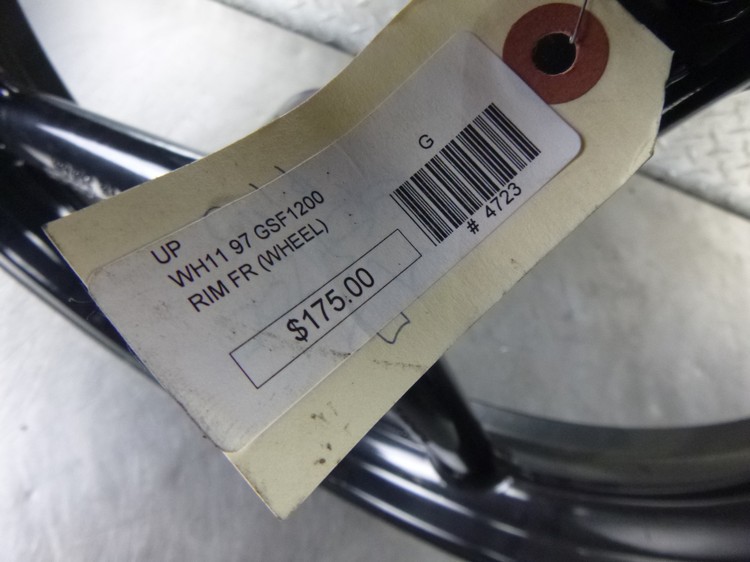 UP
WH11 97 GSF1200
RIM FR (WHEEL)
$175.00
G
# 4723